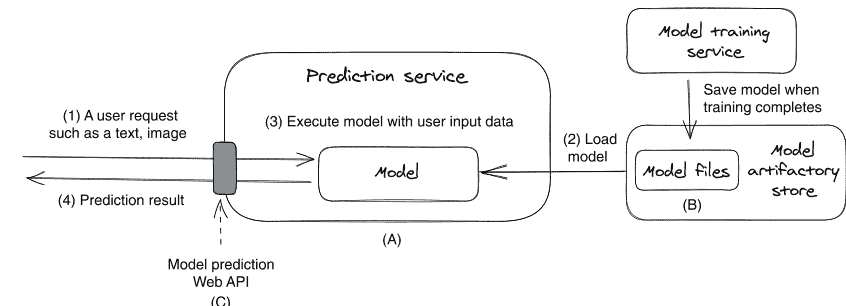 Model training
service
Prediction service
Save model when
training completes
(1) A user request
such as a text, image
(3) Execute model with user input data
(2) Load
model
Model
Model files
Model
artifactory
store
(4) Prediction result
(B)
(A)
Model prediction
Web API
(C)